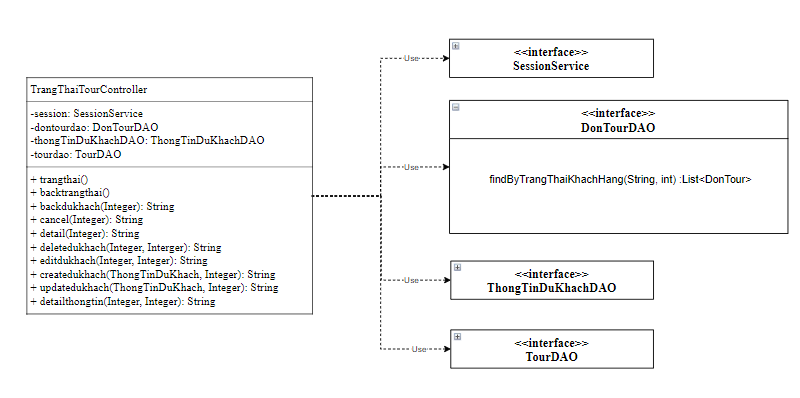 TrangThaiTourController
-session: SessionService
-dontourdao: DonTourDAO
-thongTinDuKhachDAO: ThongTinDuKhachDAO
-tourdao: TourDAO
+ trangthai()
+ backtrangthai()
+ backdukhach(Integer): String
+ cancel(Integer): String
+ detail(Integer): String
+ deletedukhach(Integer, Interger): String
+ editdukhach(Integer, Integer): String
+ createdukhach(ThongTinDuKhach, Integer): String
+ updatedukhach(ThongTinDuKhach, Integer): String
+ detailthongtin(Integer, Integer): String
Use
<<interface>>
SessionService
Use
<<interface>>
DonTourDAO
findByTrangThaiKhachHang(String, int) :List<DonTour>
Use
<<interface>>
ThongTinDuKhachDAO
Use
<<interface>>
TourDAO